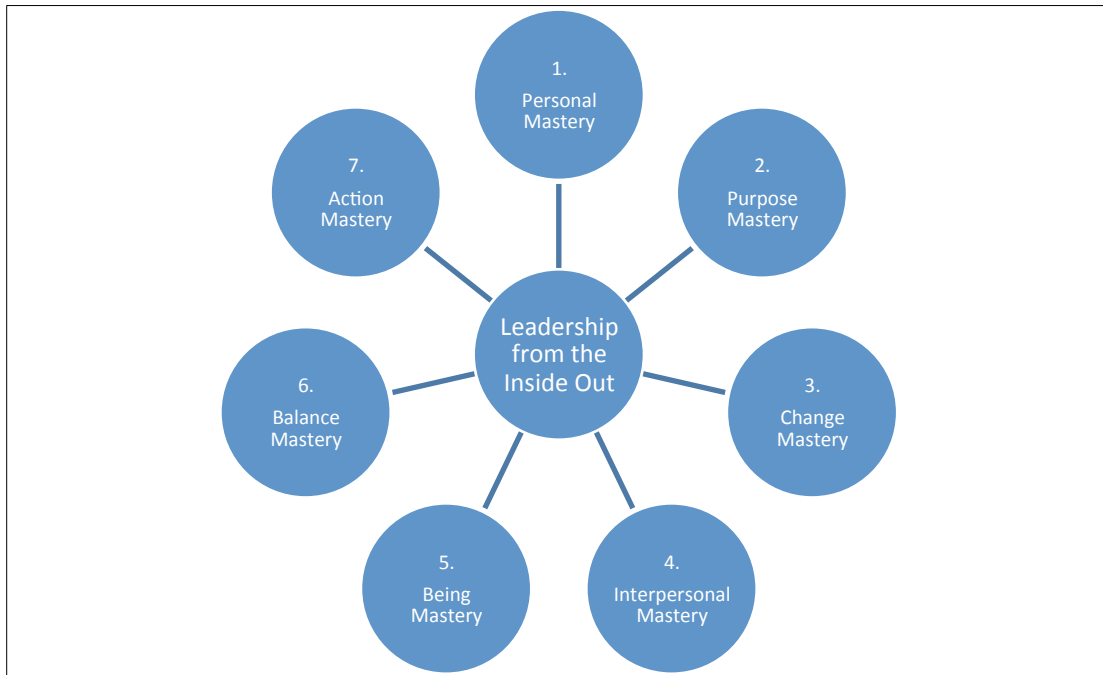 1.
Personal
Mastery
2.
Purpose
Mastery
3.
Change
Mastery
4.
Interpersonal
Mastery
5.
Being
Mastery
6.
Balance
Mastery
7.
Action
Mastery
Leadership
from the
Inside Out